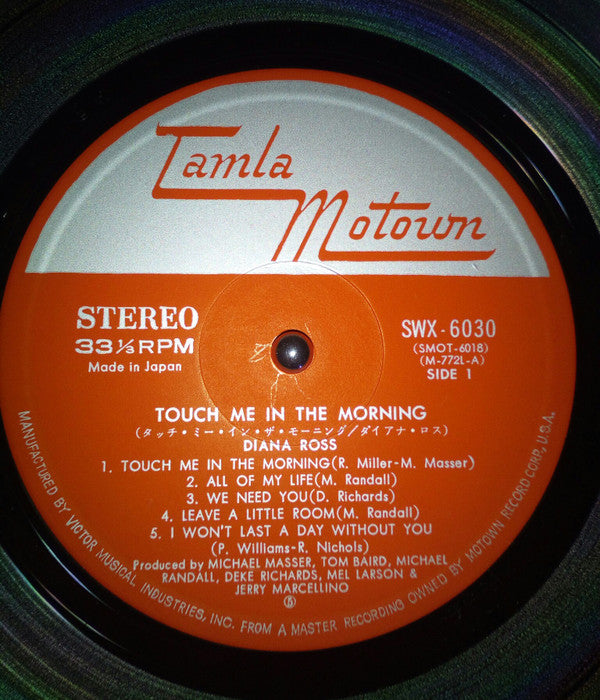 Tamla
Motown
STEREO
33⅓RPM
Made in Japan
SWX-6030
(SMOT-6018)
(M-772L-A)
SIDE 1
TOUCH ME IN THE MORNING
(タッチ・ミー・イン・ザ・モーニング/ダイアナ・ロス)
DIANA ROSS
1. TOUCH ME IN THE MORNING(R. Miller-M. Masser)
2. ALL OF MY LIFE(M. Randall)
3. WE NEED YOU(D. Richards)
4. LEAVE A LITTLE ROOM(M. Randall)
5. I WON'T LAST A DAY WITHOUT YOU
(P. Williams-R. Nichols)
Produced by MICHAEL MASSER, TOM BAIRD, MICHAEL
RANDALL, DEKE RICHARDS, MEL LARSON &
JERRY MARCELLINO
MANUFACTURED BY VICTOR MUSICAL INDUSTRIES, INC. FROM A MASTER RECORDING OWNED BY MOTOWN RECORD CORP., U.S.A.